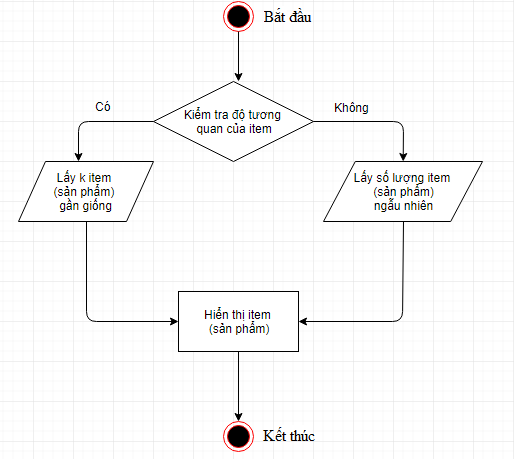 Bắt đầu
Kiểm tra độ tương
quan của item
Có
Không
Lấy k item
(sản phẩm)
gần giống
Lấy số lượng item
(sản phẩm)
ngẫu nhiên
Hiển thị item
(sản phẩm)
Kết thúc